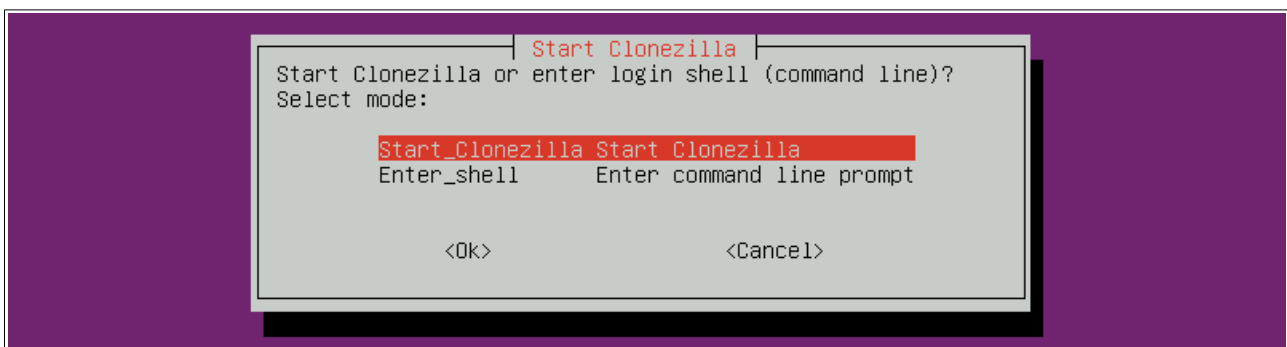 Start Clonezilla
Start Clonezilla or enter login shell (command line)?
Select mode:
Start_Clonezilla Start Clonezilla
Enter_shell Enter command line prompt
<Ok> <Cancel>